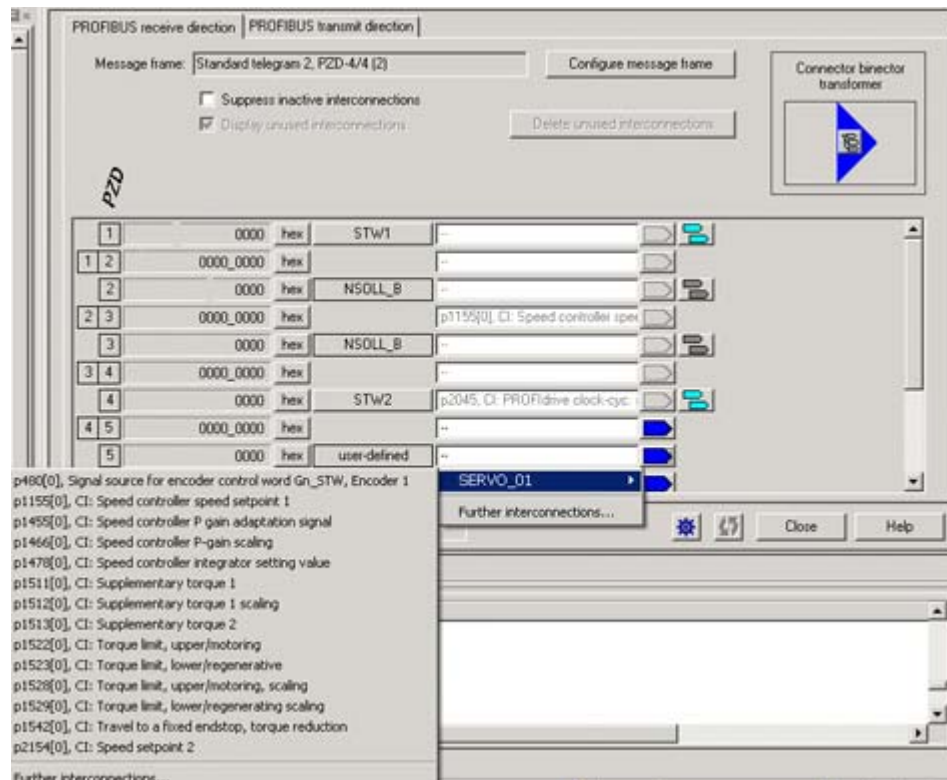 PROFIBUS receive direction PROFIBUS transmit direction
Message frame: Standard telegram 2, PZD-4/4 (2) Configure message frame
Connector binector transformer
Suppress inactive interconnections
Display unused interconnections Delete unused interconnections
PZD
1 0000 hex STW1 --
1 2 0000_0000 hex --
2 0000 hex NSOLL_B --
2 3 0000_0000 hex p1155[0], CI: Speed controller spee
3 0000 hex NSOLL_B --
3 4 0000_0000 hex --
4 0000 hex STW2 p2045, CI: PROFIdrive clock-cyc.
4 5 0000_0000 hex --
5 0000 hex user-defined --
SERVO_01
Further interconnections...
Close Help
p480[0], Signal source for encoder control word Gn_STW, Encoder 1
p1155[0], CI: Speed controller speed setpoint 1
p1455[0], CI: Speed controller P gain adaptation signal
p1466[0], CI: Speed controller P-gain scaling
p1478[0], CI: Speed controller integrator setting value
p1511[0], CI: Supplementary torque 1
p1512[0], CI: Supplementary torque 1 scaling
p1513[0], CI: Supplementary torque 2
p1522[0], CI: Torque limit, upper/motoring
p1523[0], CI: Torque limit, lower/regenerative
p1528[0], CI: Torque limit, upper/motoring, scaling
p1529[0], CI: Torque limit, lower/regenerating scaling
p1542[0], CI: Travel to a fixed endstop, torque reduction
p2154[0], CI: Speed setpoint 2
Further interconnections